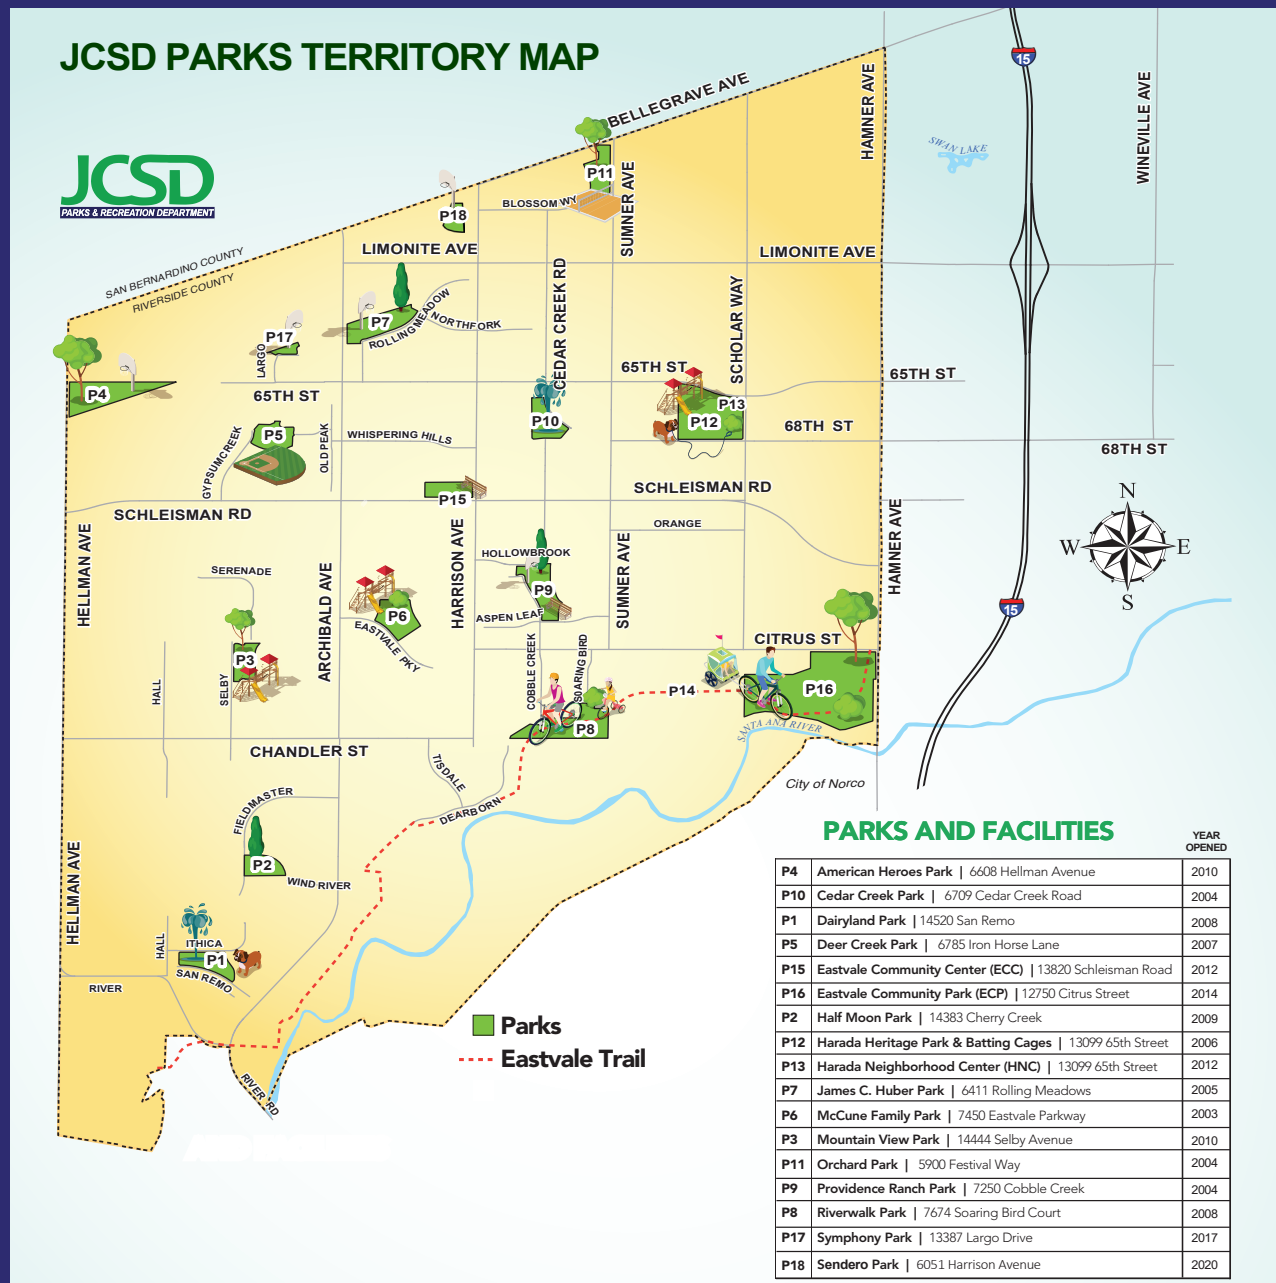 JCSD PARKS TERRITORY MAP
15
BELLEGRAVE AVE
HAMNER AVE
WINEVILLE AVE
SWAN LAKE
JCSD
PARKS & RECREATION DEPARTMENT
P11
SUMNER AVE
BLOSSOM WY
P18
LIMONITE AVE
LIMONITE AVE
SAN BERNARDINO COUNTY
RIVERSIDE COUNTY
CEDAR CREEK RD
SCHOLAR WAY
P7
ROLLING MEADOW
NORTHFORK
P17
LARGO
65TH ST
65TH ST
65TH ST
P4
P13
P12
P10
68TH ST
68TH ST
P5
GYPSUMCREEK
OLD PEAK
WHISPERING HILLS
SCHLEISMAN RD
P15
SCHLEISMAN RD
ORANGE
HELLMAN AVE
ARCHIBALD AVE
HARRISON AVE
SUMNER AVE
HAMNER AVE
N
W
E
S
HOLLOWBROOK
SERENADE
P9
ASPEN LEAF
P6
EASTVALE PKY
15
CITRUS ST
P3
HALL
SELBY
COBBLE CREEK
SOARING BIRD
P14
P16
P8
SANTA ANA RIVER
CHANDLER ST
TISDALE
DEARBORN
City of Norco
FIELDMASTER
P2
WIND RIVER
HELLMAN AVE
HALL
ITHICA
P1
SAN REMO
RIVER
RIVER RD
Parks
Eastvale Trail
PARKS AND FACILITIES
YEAR
OPENED
P4 American Heroes Park | 6608 Hellman Avenue 2010
P10 Cedar Creek Park | 6709 Cedar Creek Road 2004
P1 Dairyland Park | 14520 San Remo 2008
P5 Deer Creek Park | 6785 Iron Horse Lane 2007
P15 Eastvale Community Center (ECC) | 13820 Schleisman Road 2012
P16 Eastvale Community Park (ECP) | 12750 Citrus Street 2014
P2 Half Moon Park | 14383 Cherry Creek 2009
P12 Harada Heritage Park & Batting Cages | 13099 65th Street 2006
P13 Harada Neighborhood Center (HNC) | 13099 65th Street 2012
P7 James C. Huber Park | 6411 Rolling Meadows 2005
P6 McCune Family Park | 7450 Eastvale Parkway 2003
P3 Mountain View Park | 14444 Selby Avenue 2010
P11 Orchard Park | 5900 Festival Way 2004
P9 Providence Ranch Park | 7250 Cobble Creek 2004
P8 Riverwalk Park | 7674 Soaring Bird Court 2008
P17 Symphony Park | 13387 Largo Drive 2017
P18 Sendero Park | 6051 Harrison Avenue 2020